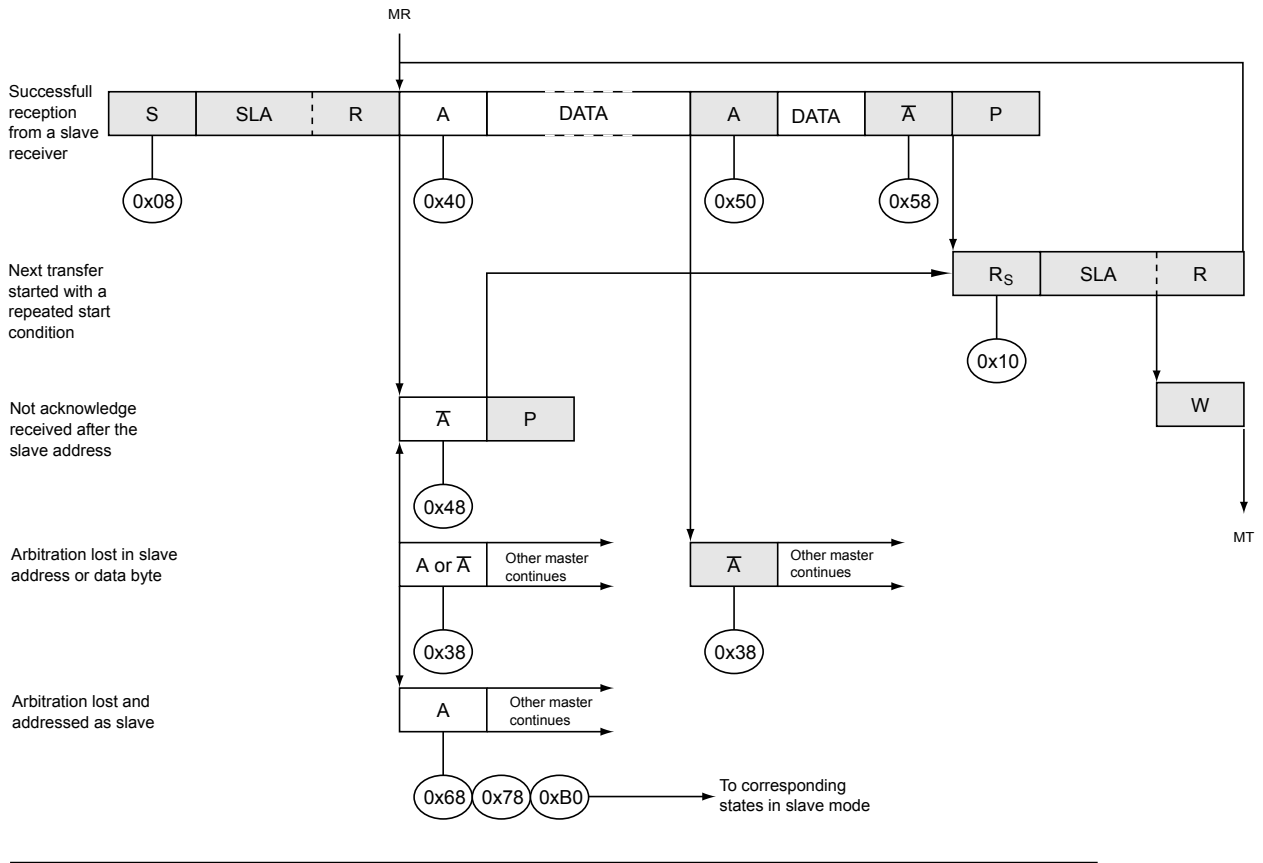 MR
Successfull
reception
from a slave
receiver
S SLA R A DATA A DATA A̅ P
0x08 0x40 0x50 0x58
Next transfer
started with a
repeated start
condition
RS SLA R
0x10
Not acknowledge
received after the
slave address
A̅ P
W
0x48
MT
Arbitration lost in slave
address or data byte
A or A̅
Other master
continues
A̅
Other master
continues
0x38 0x38
Arbitration lost and
addressed as slave
A
Other master
continues
0x68 0x78 0xB0
To corresponding
states in slave mode